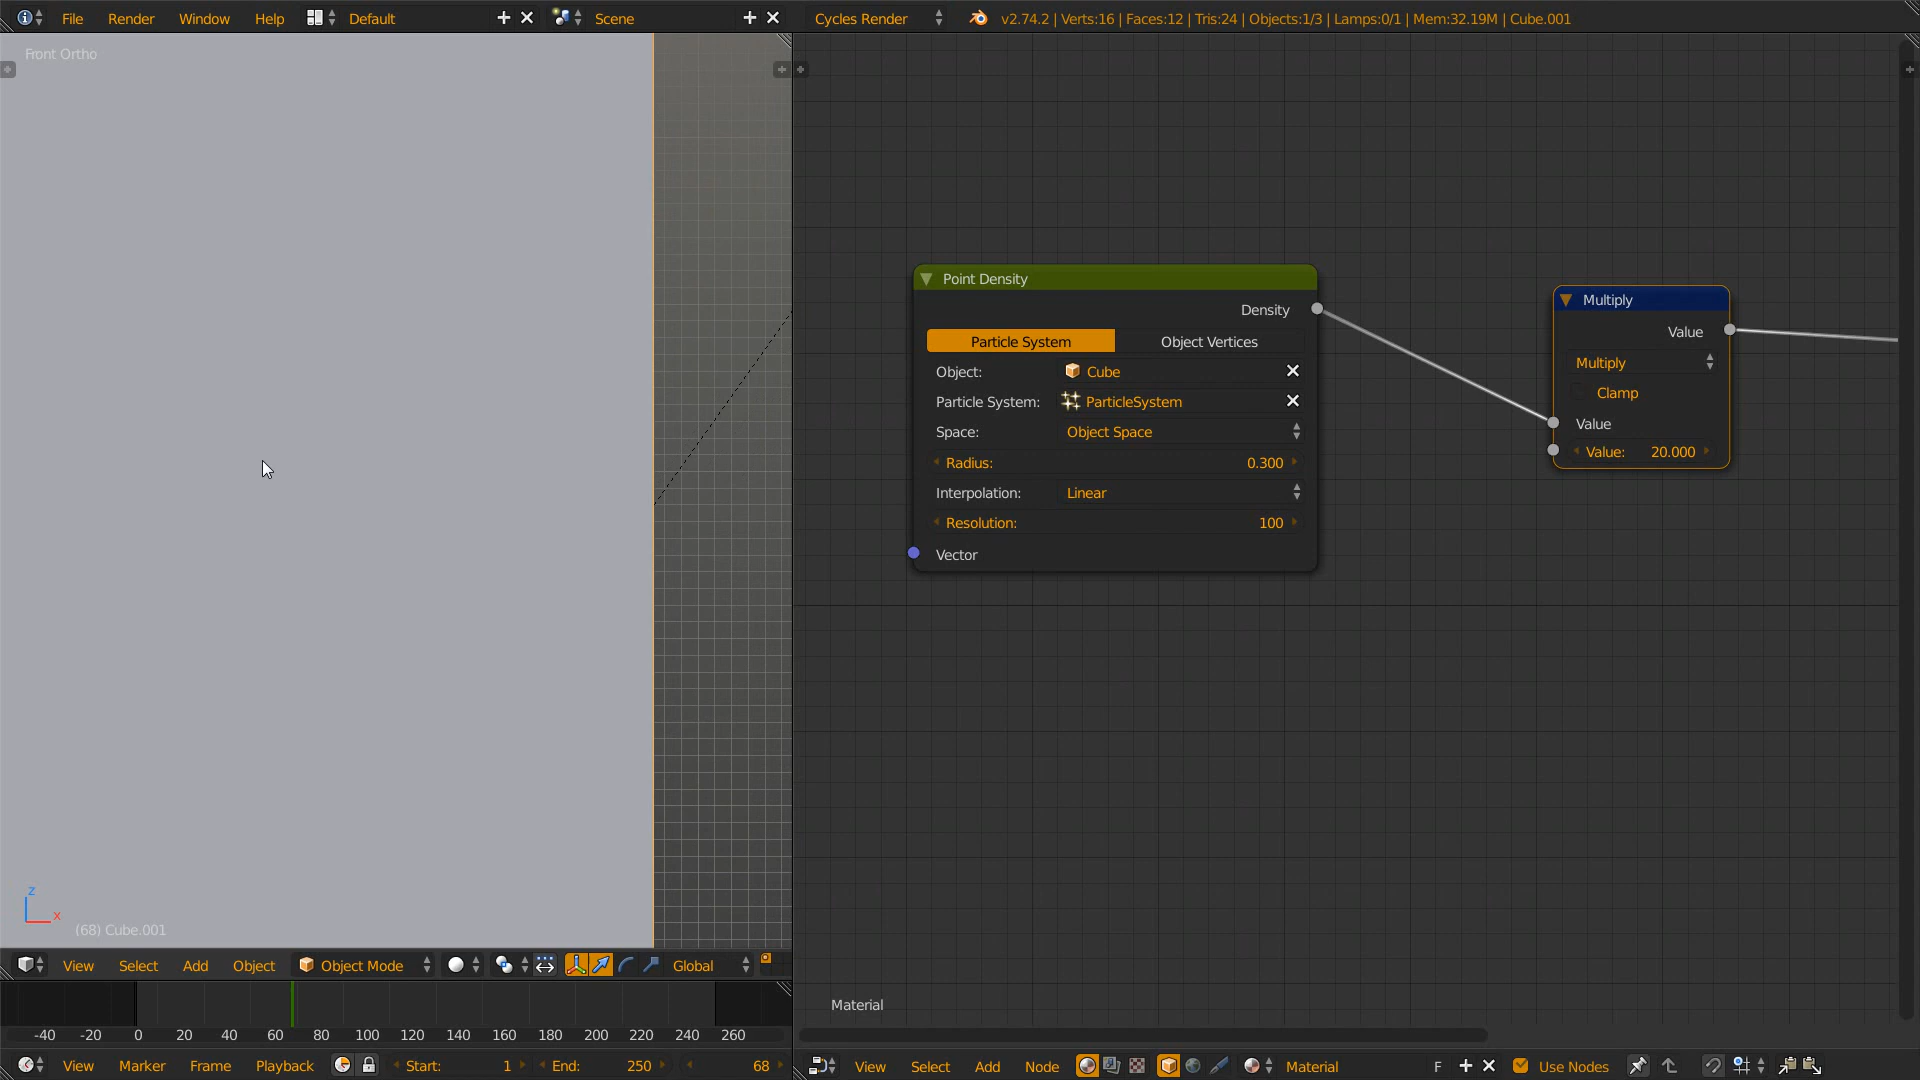 File Render Window Help Default Scene Cycles Render v2.74.2 | Verts:16 | Faces:12 | Tris:24 | Objects:1/3 | Lamps:0/1 | Mem:32.19M | Cube.001
Front Ortho
Point Density
Density
Particle System Object Vertices
Object: Cube
Particle System: ParticleSystem
Space: Object Space
Radius: 0.300
Interpolation: Linear
Resolution: 100
Vector
Multiply
Value
Multiply
Clamp
Value
Value: 20.000
z
x
(68) Cube.001
View Select Add Object Object Mode Global
-40 -20 0 20 40 60 80 100 120 140 160 180 200 220 240 260
View Marker Frame Playback Start: 1 End: 250 68
Material
View Select Add Node Material F Use Nodes